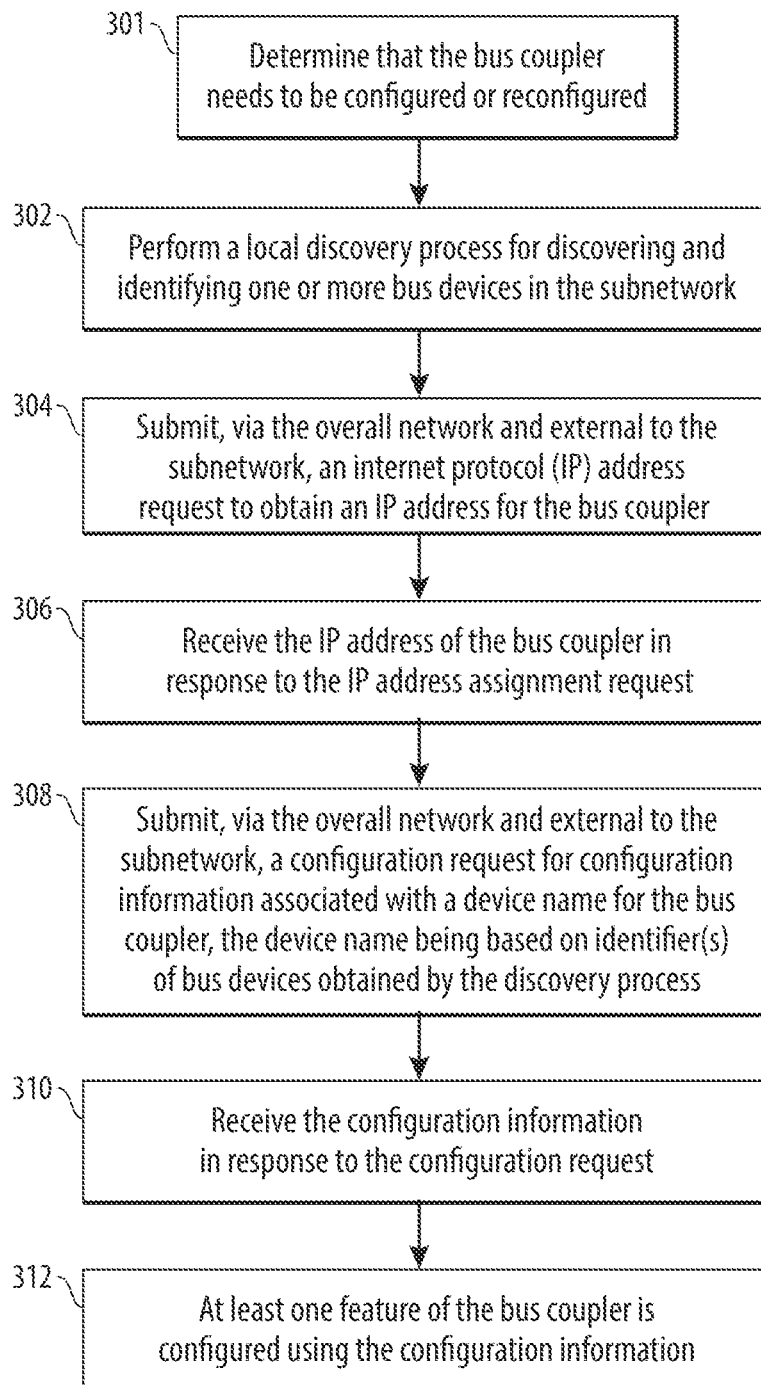 301
Determine that the bus coupler
needs to be configured or reconfigured
302
Perform a local discovery process for discovering and
identifying one or more bus devices in the subnetwork
304
Submit, via the overall network and external to the
subnetwork, an internet protocol (IP) address
request to obtain an IP address for the bus coupler
306
Receive the IP address of the bus coupler in
response to the IP address assignment request
308
Submit, via the overall network and external to the
subnetwork, a configuration request for configuration
information associated with a device name for the bus
coupler, the device name being based on identifier(s)
of bus devices obtained by the discovery process
310
Receive the configuration information
in response to the configuration request
312
At least one feature of the bus coupler is
configured using the configuration information